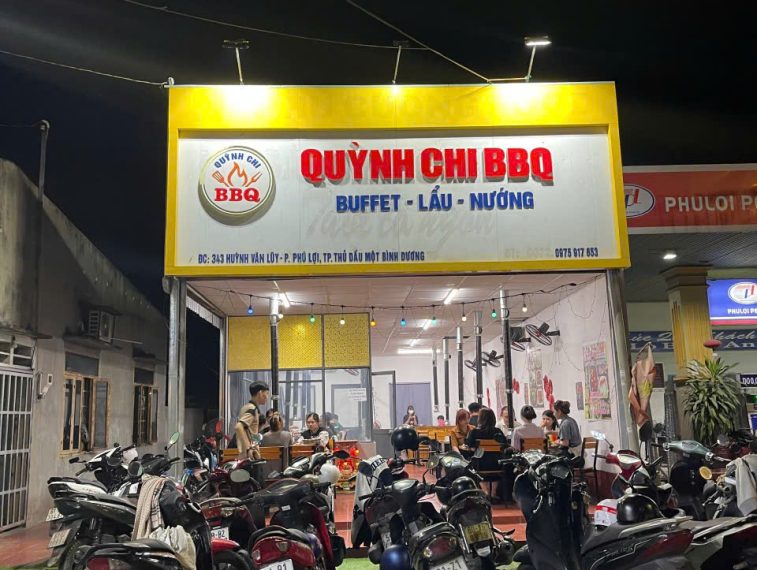 QUỲNH CHI
BBQ
QUỲNH CHI BBQ
BUFFET - LẨU - NƯỚNG
ĐC: 343 HUỲNH VĂN LŨY - P. PHÚ LỢI, TP.THỦ DẦU MỘT BÌNH DƯƠNG
0975 917 853
PHULOI
PHULOI